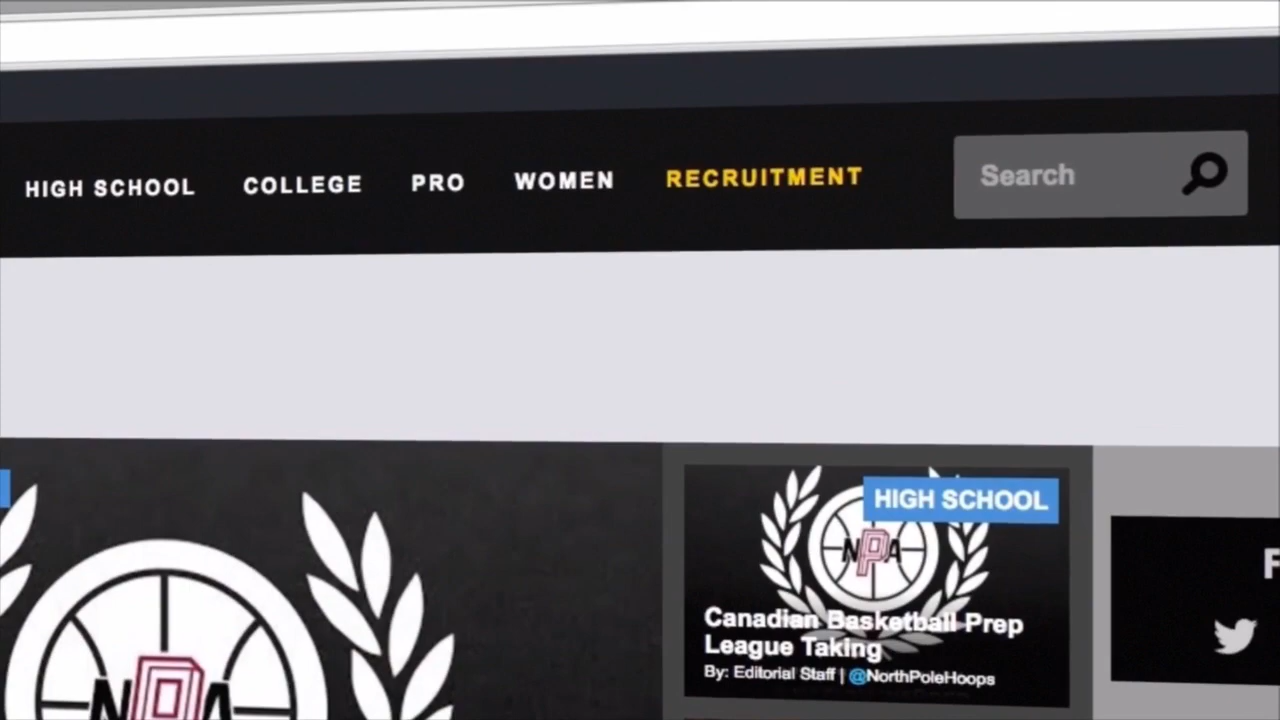 HIGH SCHOOL COLLEGE PRO WOMEN RECRUITMENT Search
HIGH SCHOOL
NPA
NPA
Canadian Basketball Prep
League Taking
By: Editorial Staff | @NorthPoleHoops
F